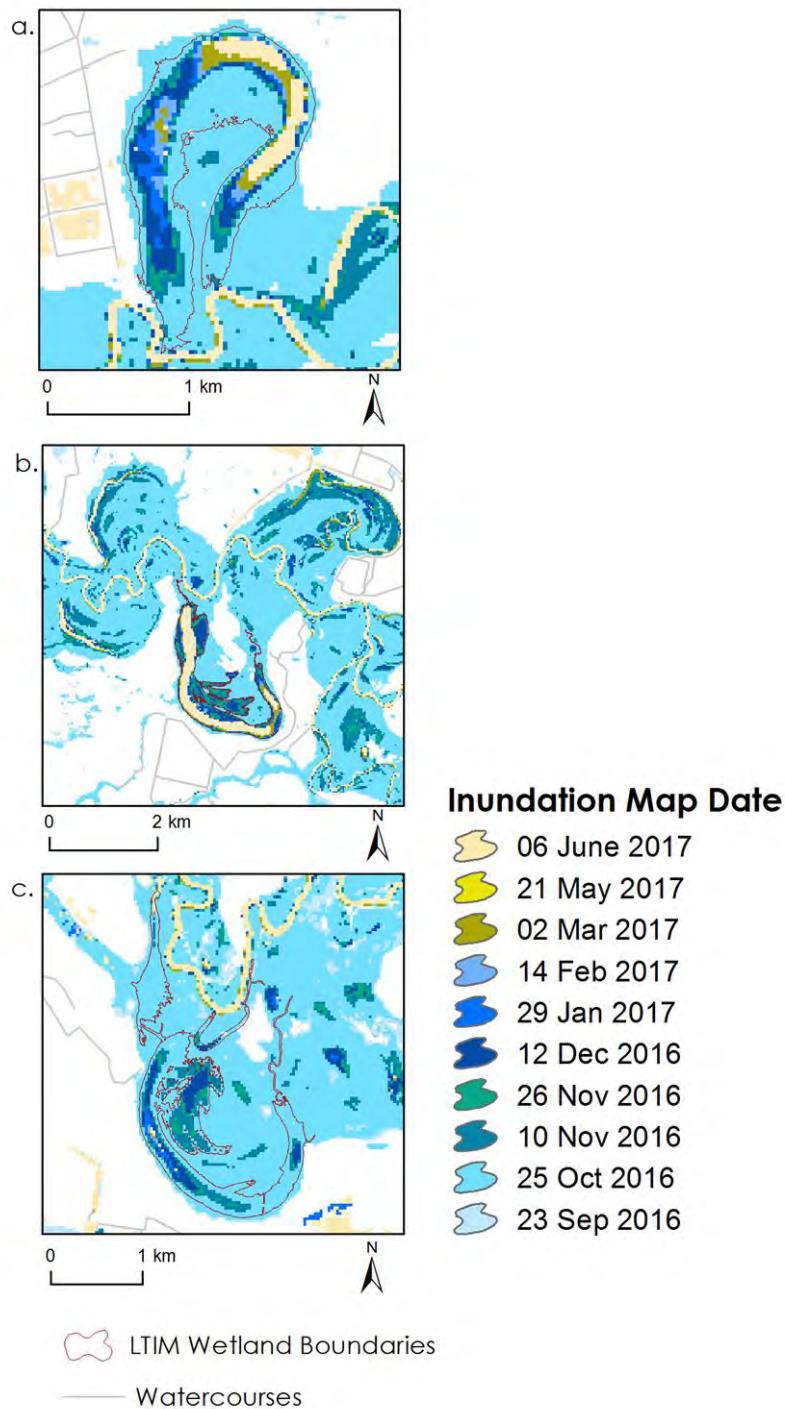 a.
0 1 km
N
b.
0 2 km
N
c.
0 1 km
N
Inundation Map Date
06 June 2017
21 May 2017
02 Mar 2017
14 Feb 2017
29 Jan 2017
12 Dec 2016
26 Nov 2016
10 Nov 2016
25 Oct 2016
23 Sep 2016
LTIM Wetland Boundaries
Watercourses